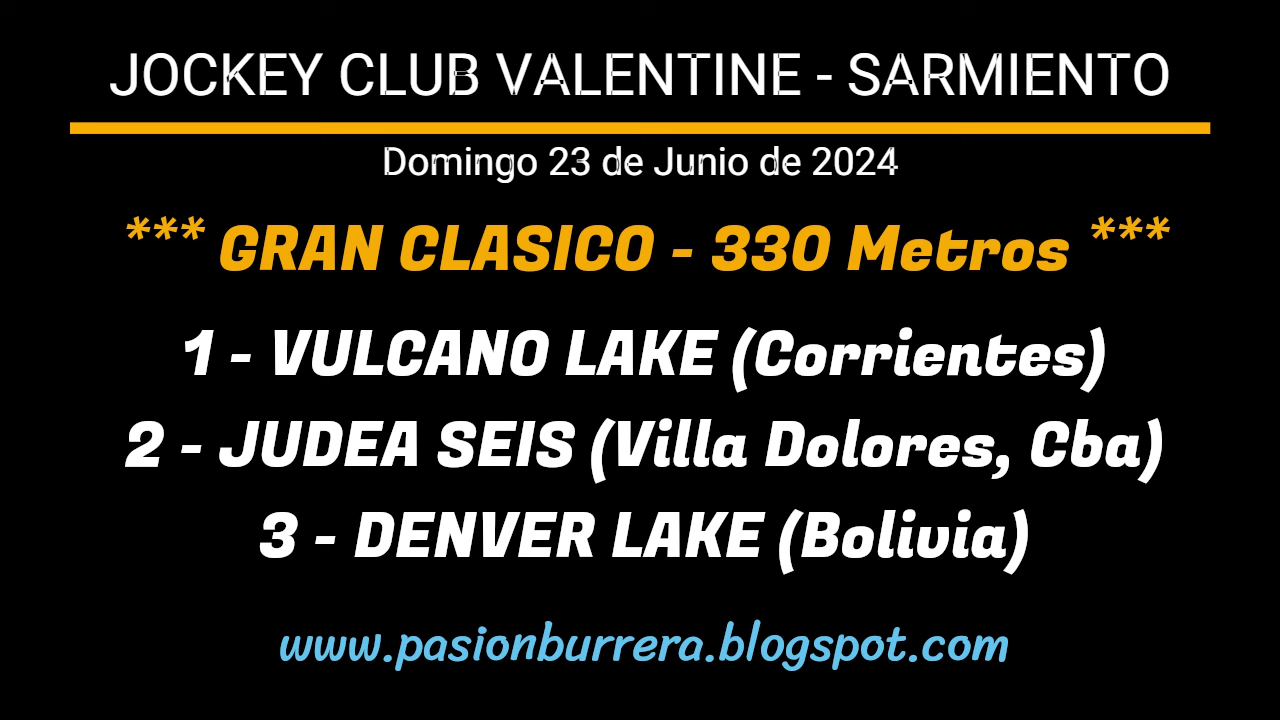 JOCKEY CLUB VALENTINE - SARMIENTO
Domingo 23 de Junio de 2024
*** GRAN CLASICO - 330 Metros ***
1 - VULCANO LAKE (Corrientes)
2 - JUDEA SEIS (Villa Dolores, Cba)
3 - DENVER LAKE (Bolivia)
www.pasionburrera.blogspot.com